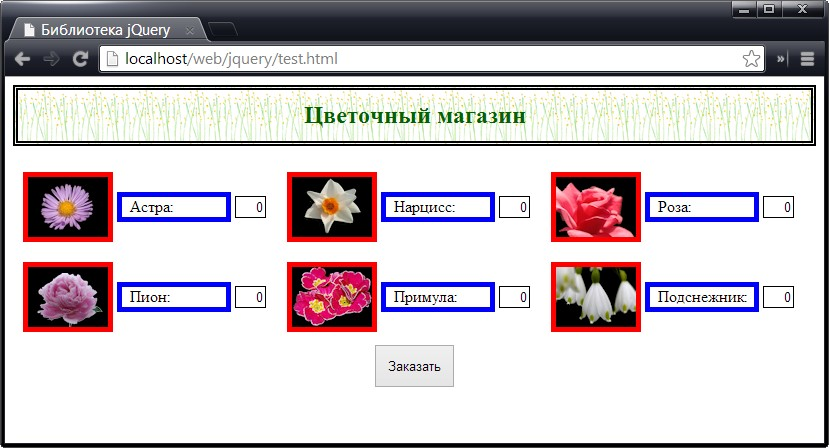 Библиотека jQuery
localhost/web/jquery/test.html
Цветочный магазин
Астра: 0 Нарцисс: 0 Роза: 0
Пион: 0 Примула: 0 Подснежник: 0
Заказать